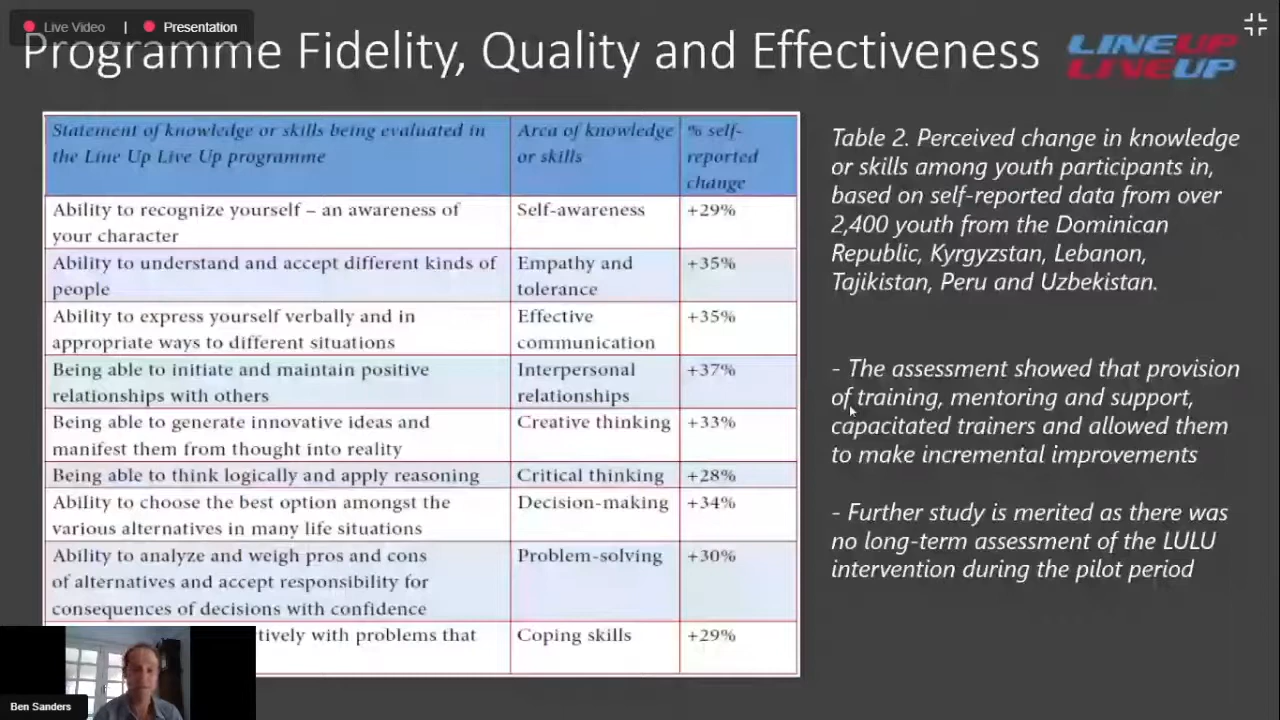 Live Video | Presentation
Programme Fidelity, Quality and Effectiveness
LINEUP
LIVEUP
Statement of knowledge or skills being evaluated in
the Line Up Live Up programme
Area of knowledge
or skills
% self-
reported
change
Ability to recognize yourself – an awareness of
your character
Self-awareness
+29%
Ability to understand and accept different kinds of
people
Empathy and
tolerance
+35%
Ability to express yourself verbally and in
appropriate ways to different situations
Effective
communication
+35%
Being able to initiate and maintain positive
relationships with others
Interpersonal
relationships
+37%
Being able to generate innovative ideas and
manifest them from thought into reality
Creative thinking
+33%
Being able to think logically and apply reasoning
Critical thinking
+28%
Ability to choose the best option amongst the
various alternatives in many life situations
Decision-making
+34%
Ability to analyze and weigh pros and cons
of alternatives and accept responsibility for
consequences of decisions with confidence
Problem-solving
+30%
with problems that
Coping skills
+29%
Table 2. Perceived change in knowledge
or skills among youth participants in,
based on self-reported data from over
2,400 youth from the Dominican
Republic, Kyrgyzstan, Lebanon,
Tajikistan, Peru and Uzbekistan.
- The assessment showed that provision
of training, mentoring and support,
capacitated trainers and allowed them
to make incremental improvements
- Further study is merited as there was
no long-term assessment of the LULU
intervention during the pilot period
Ben Sanders